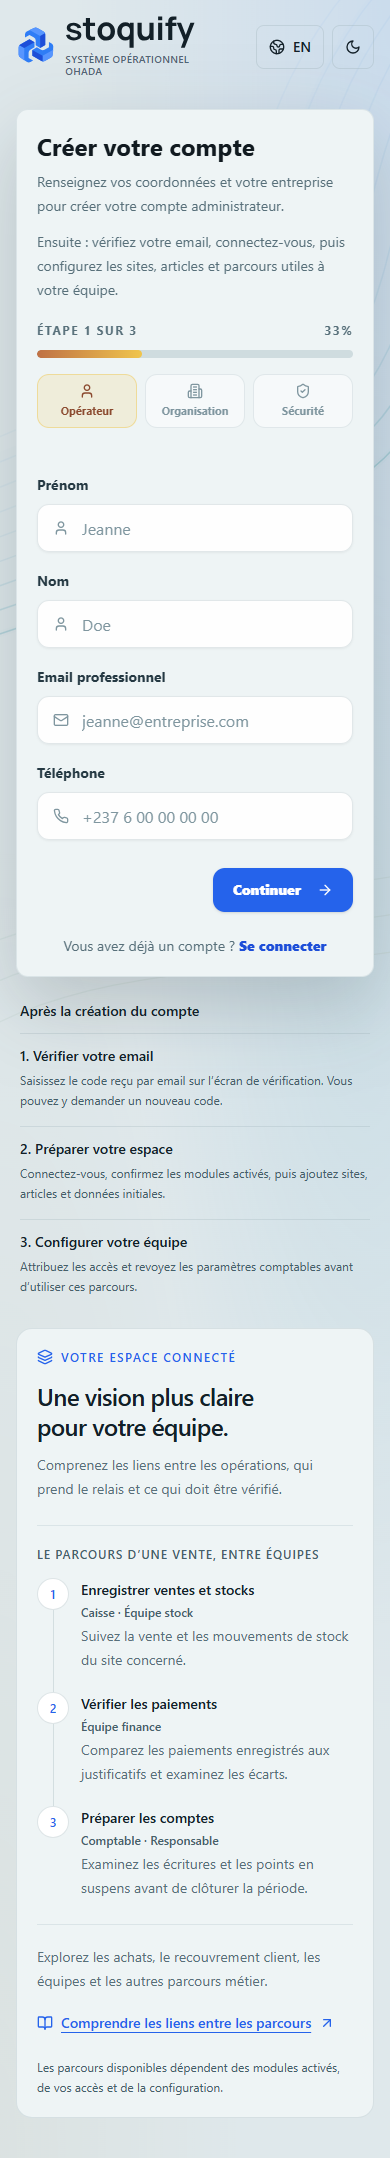 stoquify
SYSTÈME OPÉRATIONNEL
OHADA
EN
Créer votre compte
Renseignez vos coordonnées et votre entreprise
pour créer votre compte administrateur.
Ensuite : vérifiez votre email, connectez-vous, puis
configurez les sites, articles et parcours utiles à
votre équipe.
ÉTAPE 1 SUR 3
33%
Opérateur
Organisation
Sécurité
Prénom
Jeanne
Nom
Doe
Email professionnel
jeanne@entreprise.com
Téléphone
+237 6 00 00 00 00
Continuer
Vous avez déjà un compte ? Se connecter
Après la création du compte
1. Vérifier votre email
Saisissez le code reçu par email sur l’écran de vérification. Vous
pouvez y demander un nouveau code.
2. Préparer votre espace
Connectez-vous, confirmez les modules activés, puis ajoutez sites,
articles et données initiales.
3. Configurer votre équipe
Attribuez les accès et revoyez les paramètres comptables avant
d’utiliser ces parcours.
VOTRE ESPACE CONNECTÉ
Une vision plus claire
pour votre équipe.
Comprenez les liens entre les opérations, qui
prend le relais et ce qui doit être vérifié.
LE PARCOURS D’UNE VENTE, ENTRE ÉQUIPES
1
Enregistrer ventes et stocks
Caisse · Équipe stock
Suivez la vente et les mouvements de stock
du site concerné.
2
Vérifier les paiements
Équipe finance
Comparez les paiements enregistrés aux
justificatifs et examinez les écarts.
3
Préparer les comptes
Comptable · Responsable
Examinez les écritures et les points en
suspens avant de clôturer la période.
Explorez les achats, le recouvrement client, les
équipes et les autres parcours métier.
Comprendre les liens entre les parcours
Les parcours disponibles dépendent des modules activés,
de vos accès et de la configuration.